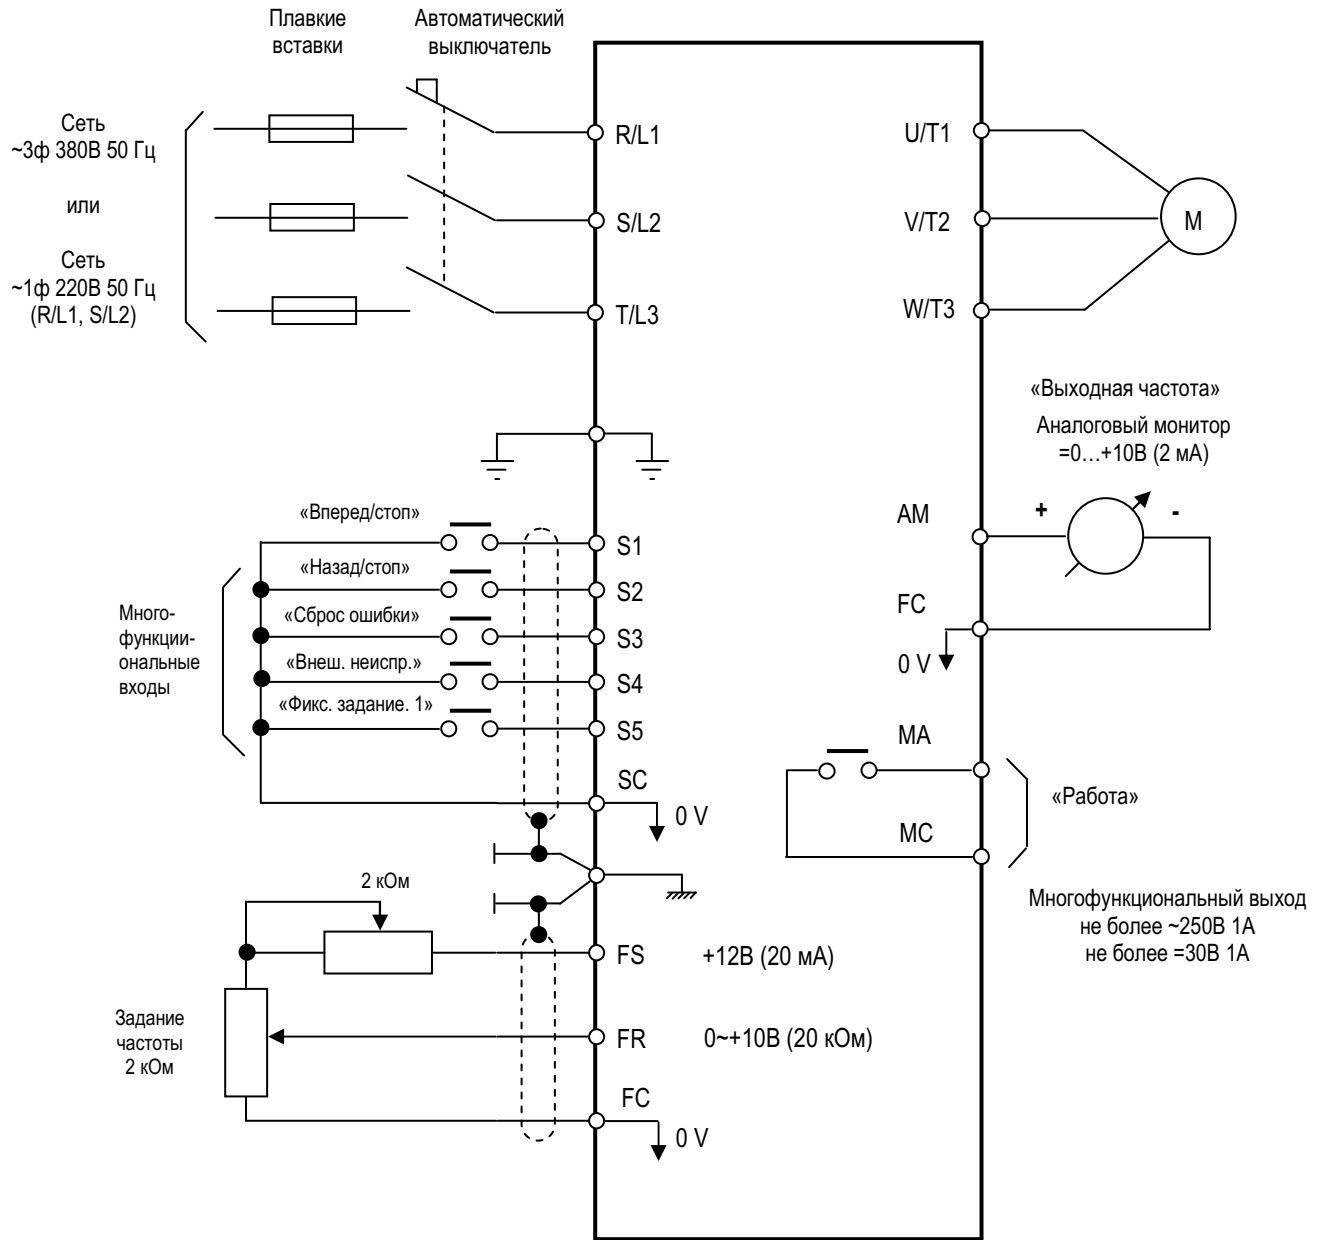 Плавкие
вставки
Автоматический
выключатель
Сеть
~3ф 380В 50 Гц
или
Сеть
~1ф 220В 50 Гц
(R/L1, S/L2)
R/L1
S/L2
T/L3
U/T1
V/T2
W/T3
M
«Выходная частота»
Аналоговый монитор
=0...+10В (2 мА)
AM
+
-
FC
0 V
«Вперед/стоп»
«Назад/стоп»
«Сброс ошибки»
«Внеш. неиспр.»
«Фикс. задание. 1»
Много-
функции-
ональные
входы
S1
S2
S3
S4
S5
SC
0 V
MA
MC
«Работа»
Многофункциональный выход
не более ~250В 1А
не более =30В 1А
2 кОм
Задание
частоты
2 кОм
FS
+12В (20 мА)
FR
0~+10В (20 кОм)
FC
0 V